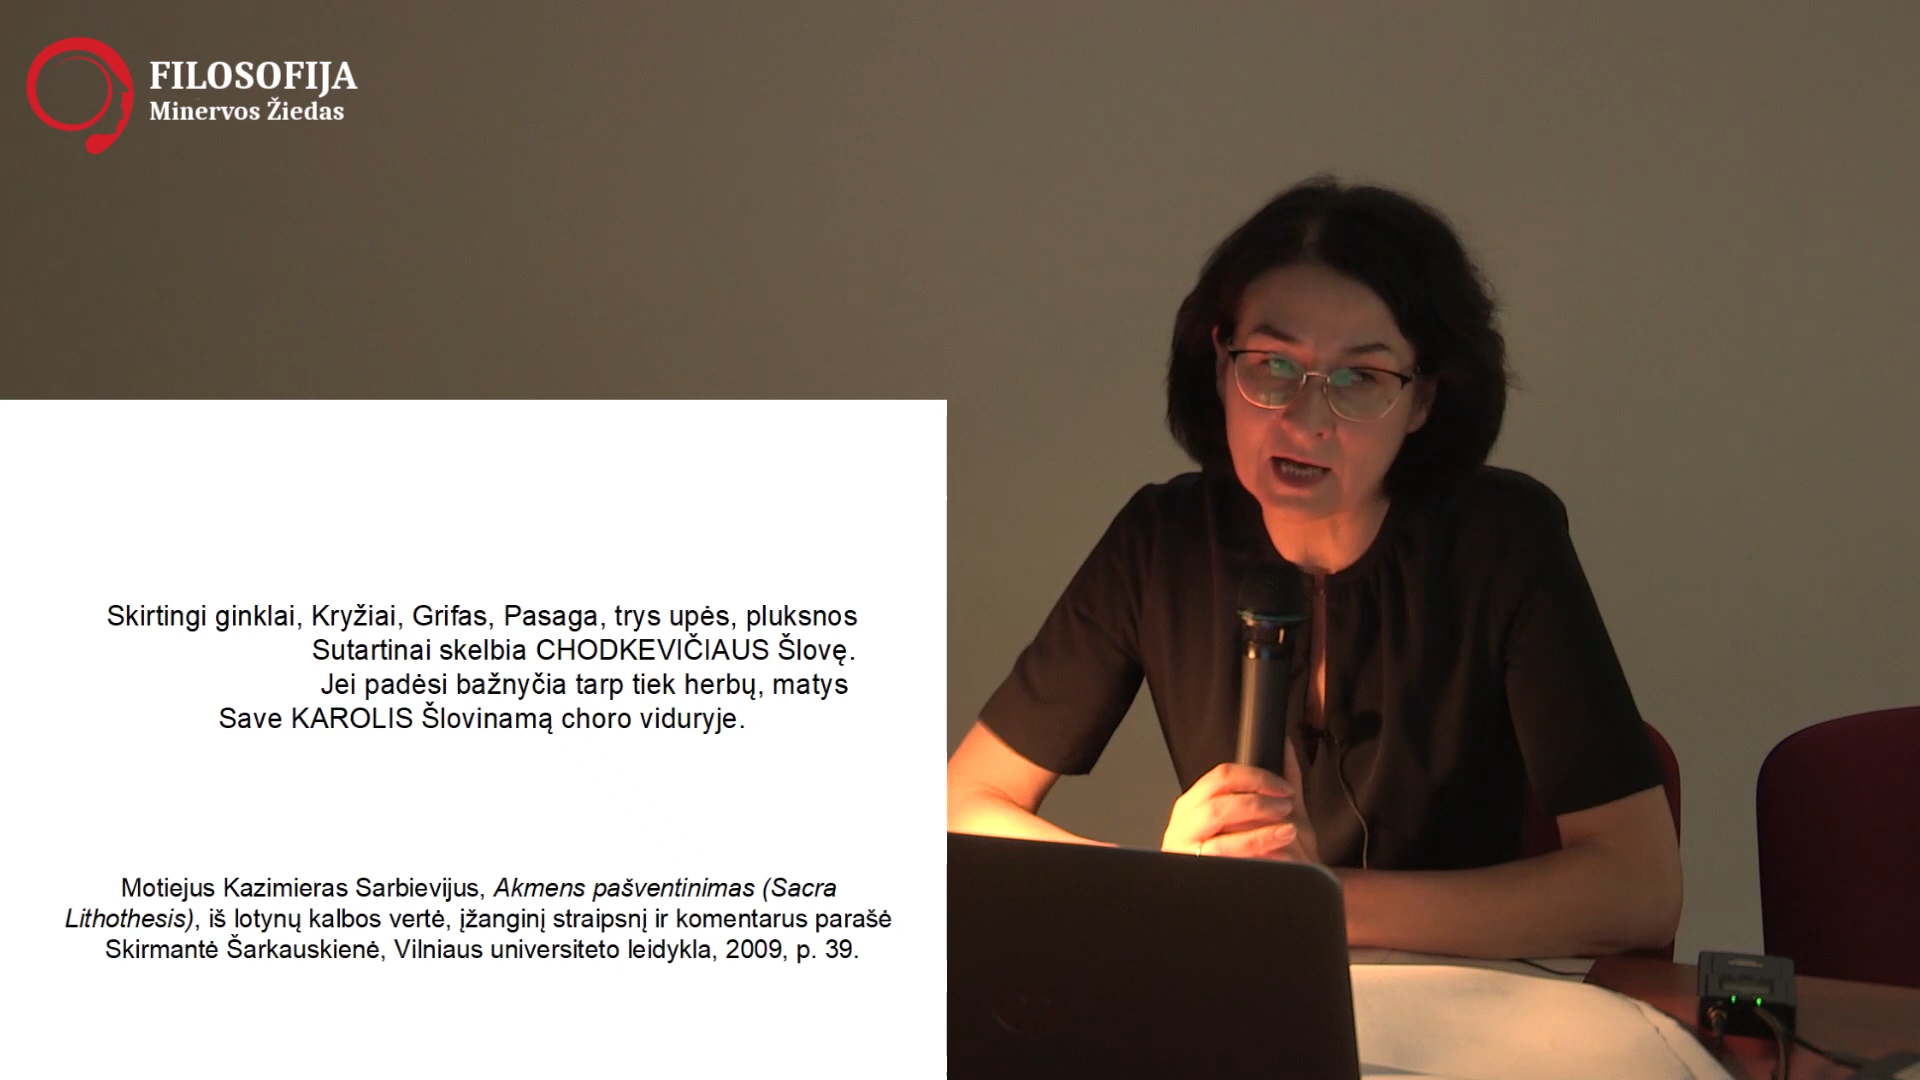 FILOSOFIJA
Minervos Žiedas
Skirtingi ginklai, Kryžiai, Grifas, Pasaga, trys upės, pluksnos
Sutartinai skelbia CHODKEVIČIAUS Šlovę.
Jei padėsi bažnyčia tarp tiek herbų, matys
Save KAROLIS Šlovinamą choro viduryje.
Motiejus Kazimieras Sarbievijus, Akmens pašventinimas (Sacra
Lithothesis), iš lotynų kalbos vertė, įžanginį straipsnį ir komentarus parašė
Skirmantė Šarkauskienė, Vilniaus universiteto leidykla, 2009, p. 39.